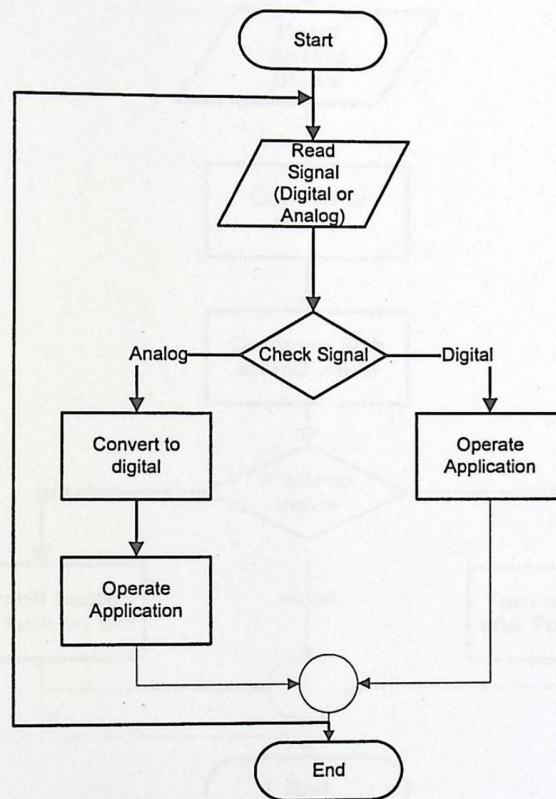 Start
Read
Signal
(Digital or
Analog)
Analog
Check Signal
Digital
Convert to
digital
Operate
Application
Operate
Application
End